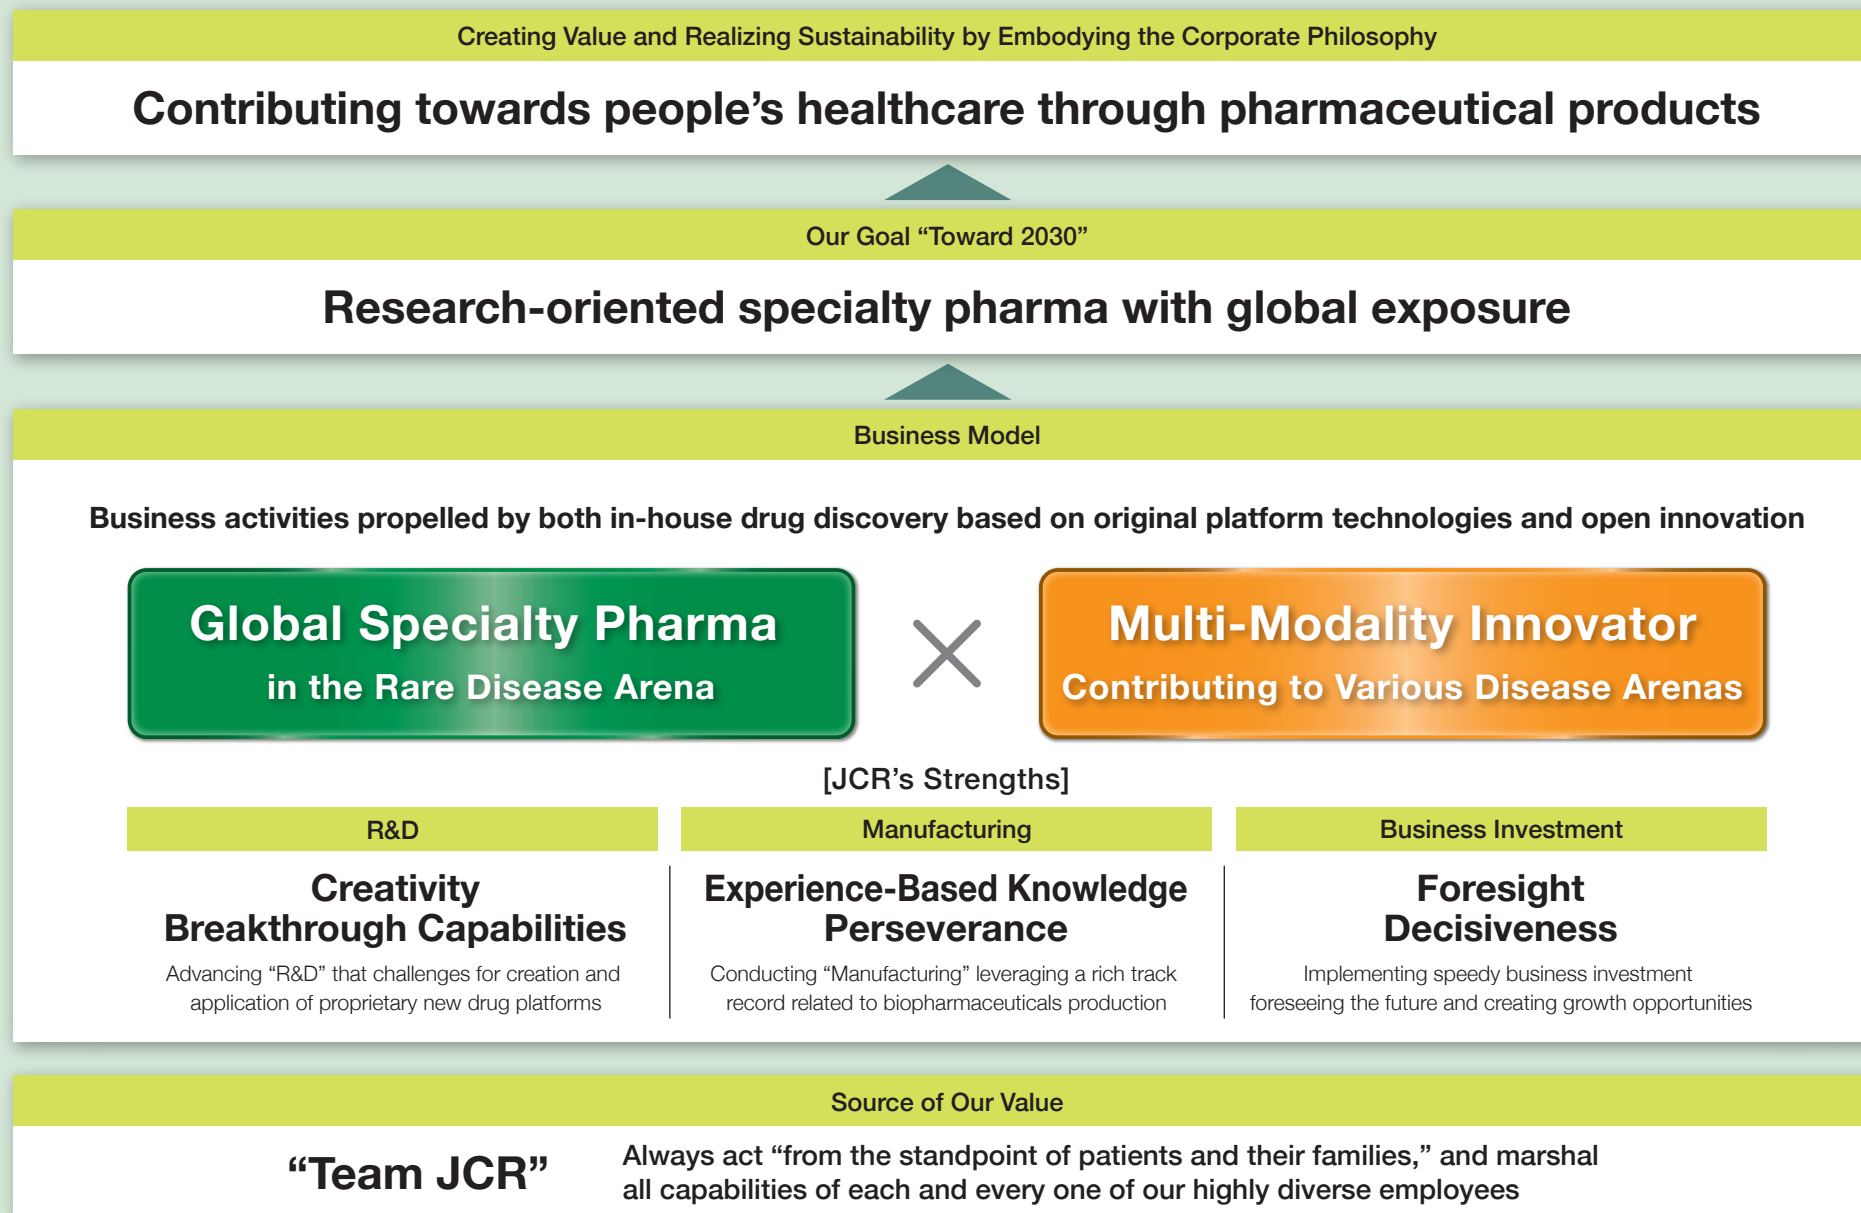 Creating Value and Realizing Sustainability by Embodying the Corporate Philosophy
Contributing towards people’s healthcare through pharmaceutical products
Our Goal “Toward 2030”
Research-oriented specialty pharma with global exposure
Business Model
Business activities propelled by both in-house drug discovery based on original platform technologies and open innovation
Global Specialty Pharma
in the Rare Disease Arena
×
Multi-Modality Innovator
Contributing to Various Disease Arenas
[JCR’s Strengths]
R&D
Creativity
Breakthrough Capabilities
Advancing “R&D” that challenges for creation and
application of proprietary new drug platforms
Manufacturing
Experience-Based Knowledge
Perseverance
Conducting “Manufacturing” leveraging a rich track
record related to biopharmaceuticals production
Business Investment
Foresight
Decisiveness
Implementing speedy business investment
foreseeing the future and creating growth opportunities
Source of Our Value
“Team JCR”
Always act “from the standpoint of patients and their families,” and marshal
all capabilities of each and every one of our highly diverse employees